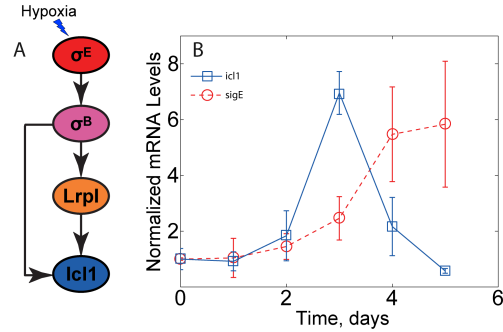 Hypoxia
A
σE
σB
LrpI
Icl1
B
icl1
sigE
Normalized mRNA Levels
8
6
4
2
0
2
4
6
Time, days